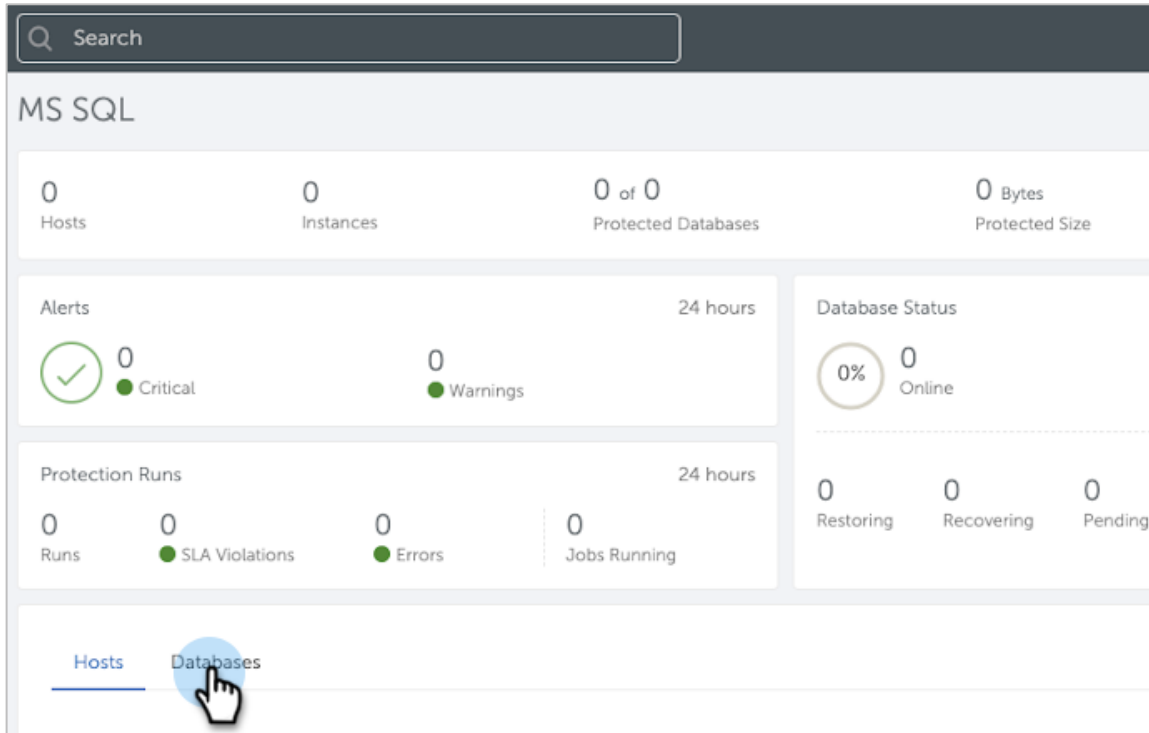 Search
MS SQL
0 0 0 of 0 0 Bytes
Hosts Instances Protected Databases Protected Size
Alerts 24 hours
0 0
Critical Warnings
Database Status
0% 0
Online
Protection Runs 24 hours
0 0 0 0
Runs SLA Violations Errors Jobs Running
0 0 0
Restoring Recovering Pending
Hosts Databases